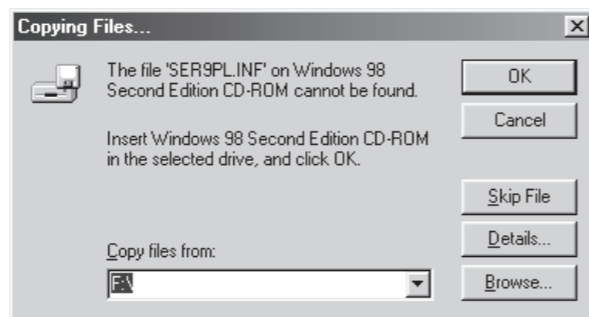 Copying Files...
The file 'SER9PL.INF' on Windows 98
Second Edition CD-ROM cannot be found.
Insert Windows 98 Second Edition CD-ROM
in the selected drive, and click OK.
Copy files from:
F:\
OK
Cancel
Skip File
Details...
Browse...